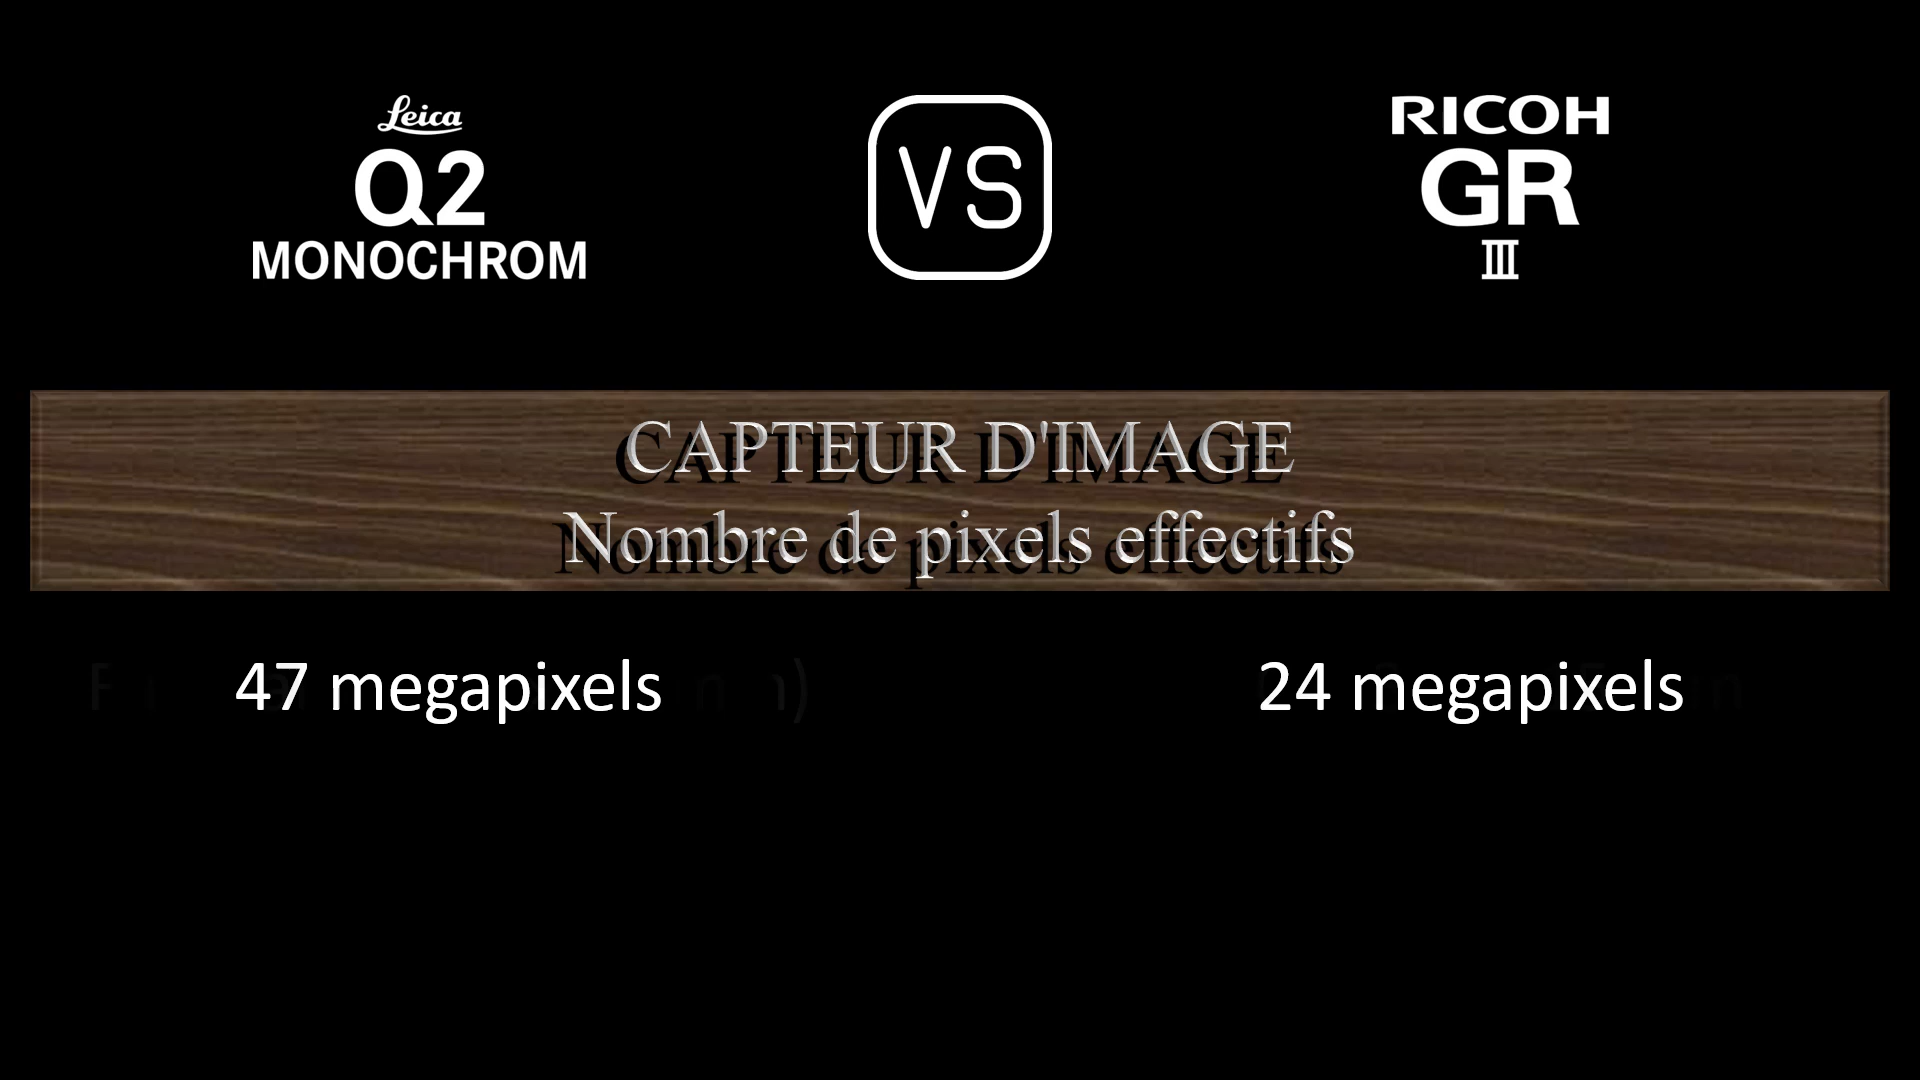 Leica
Q2
MONOCHROM
VS
RICOH
GR
III
CAPTEUR D'IMAGE
Nombre de pixels effectifs
47 megapixels
24 megapixels